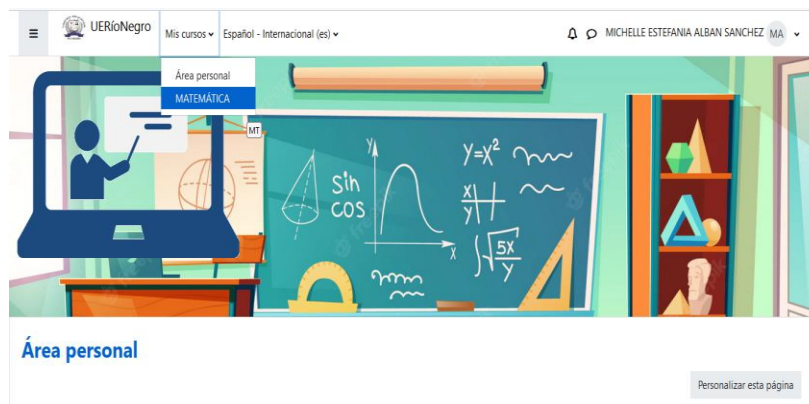 UERíoNegro
Mis cursos
Español - Internacional (es)
MICHELLE ESTEFANIA ALBAN SANCHEZ MA
Área personal
MATEMÁTICA
MT
Sin
COS
Y
X
Y=X²
X
Y
∫√5X/Y
Área personal
Personalizar esta página